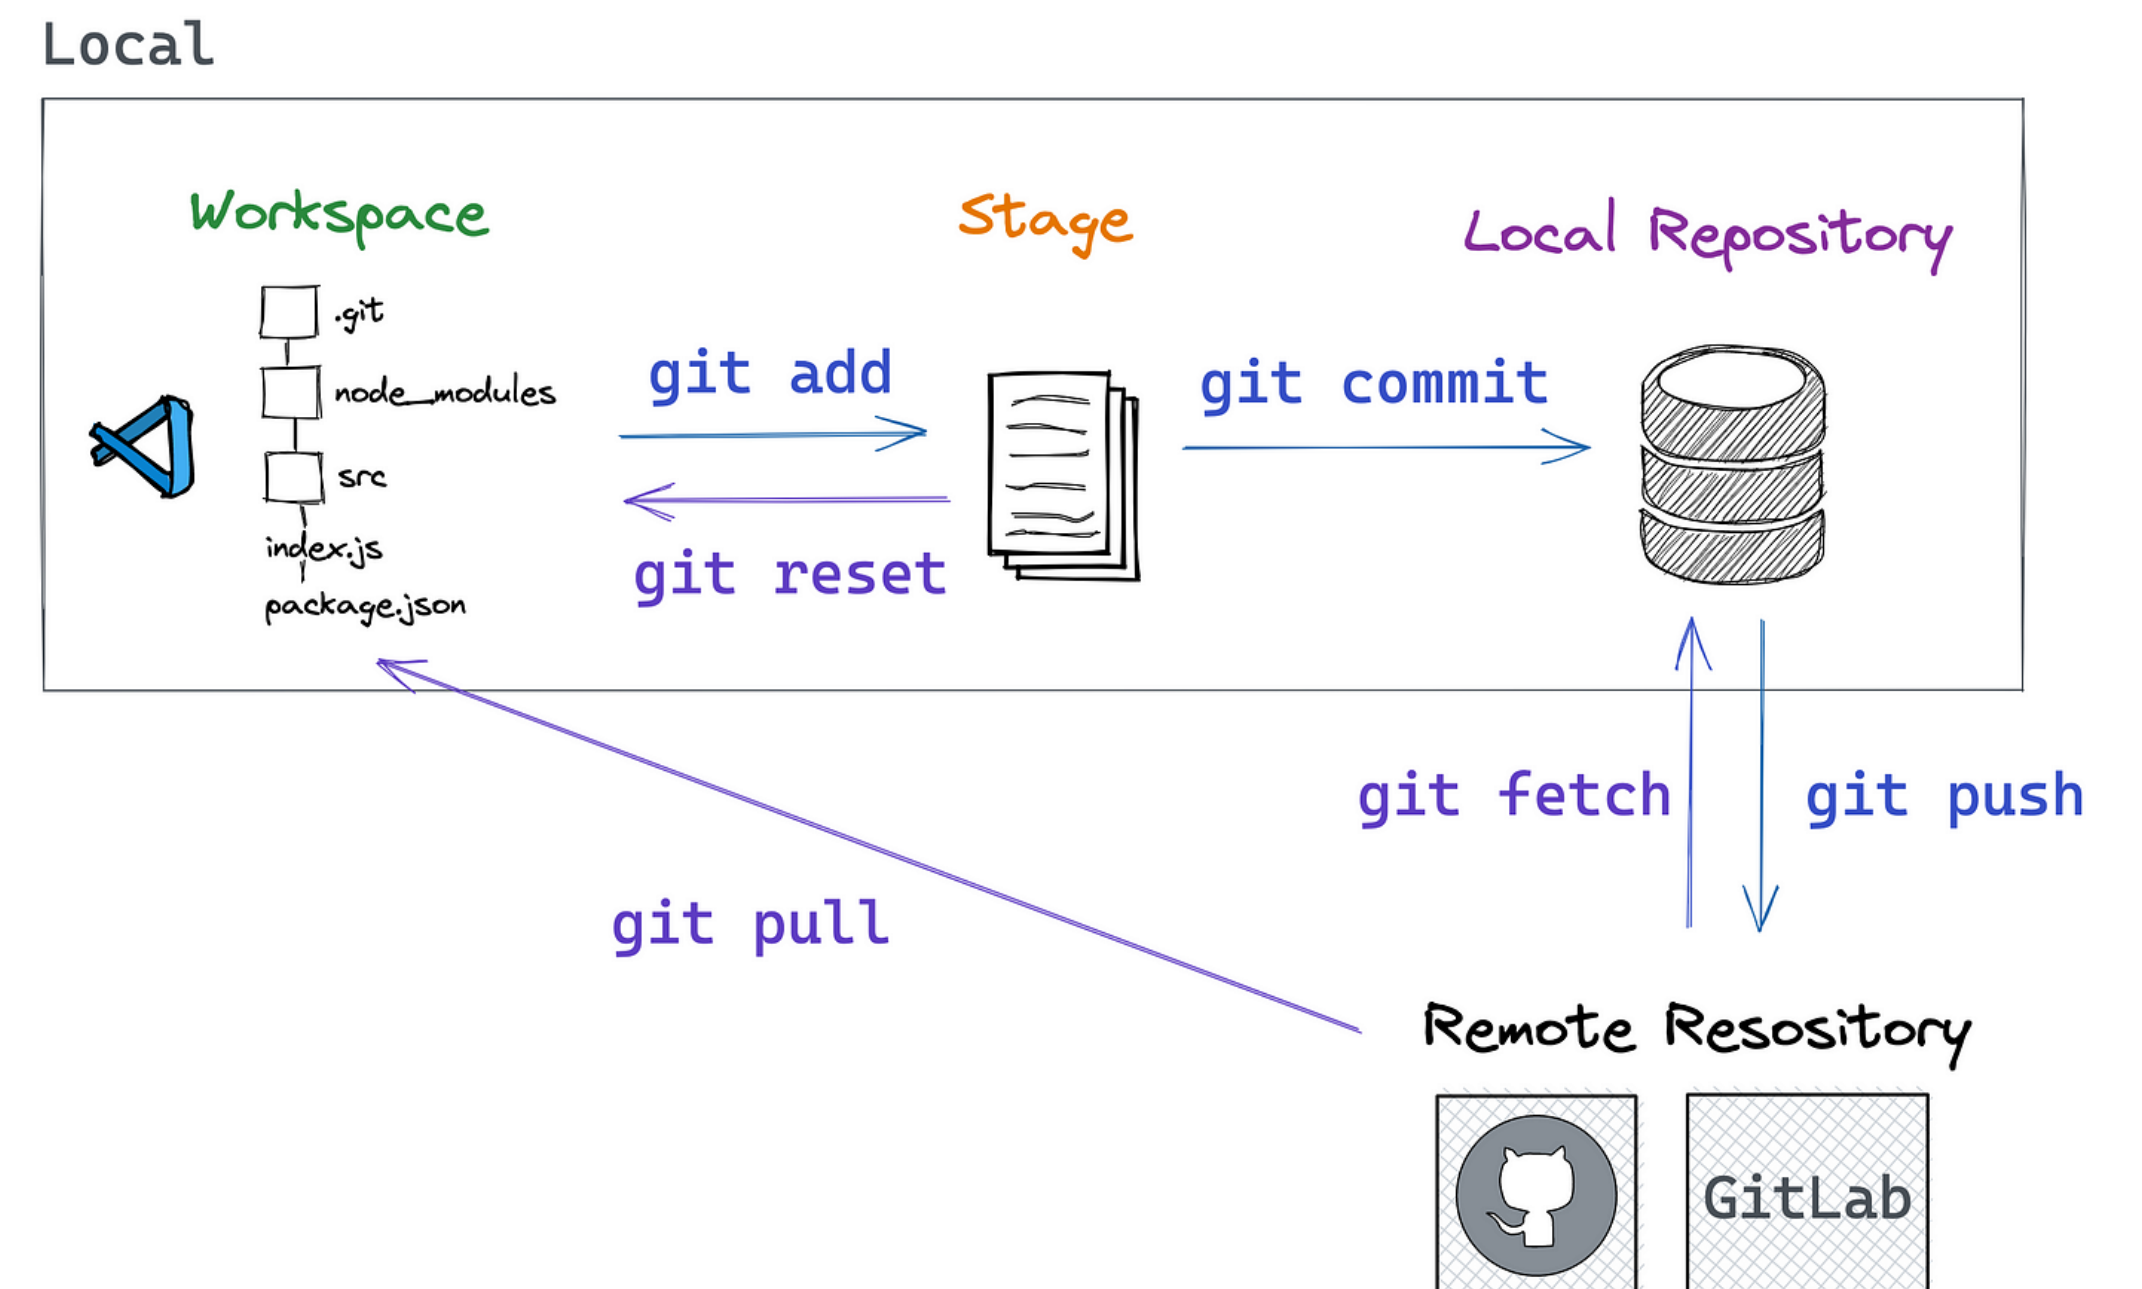 Local
Workspace
Stage
Local Repository
.git
node_modules
src
index.js
package.json
git add
git reset
git commit
git fetch
git push
git pull
Remote Resository
GitLab